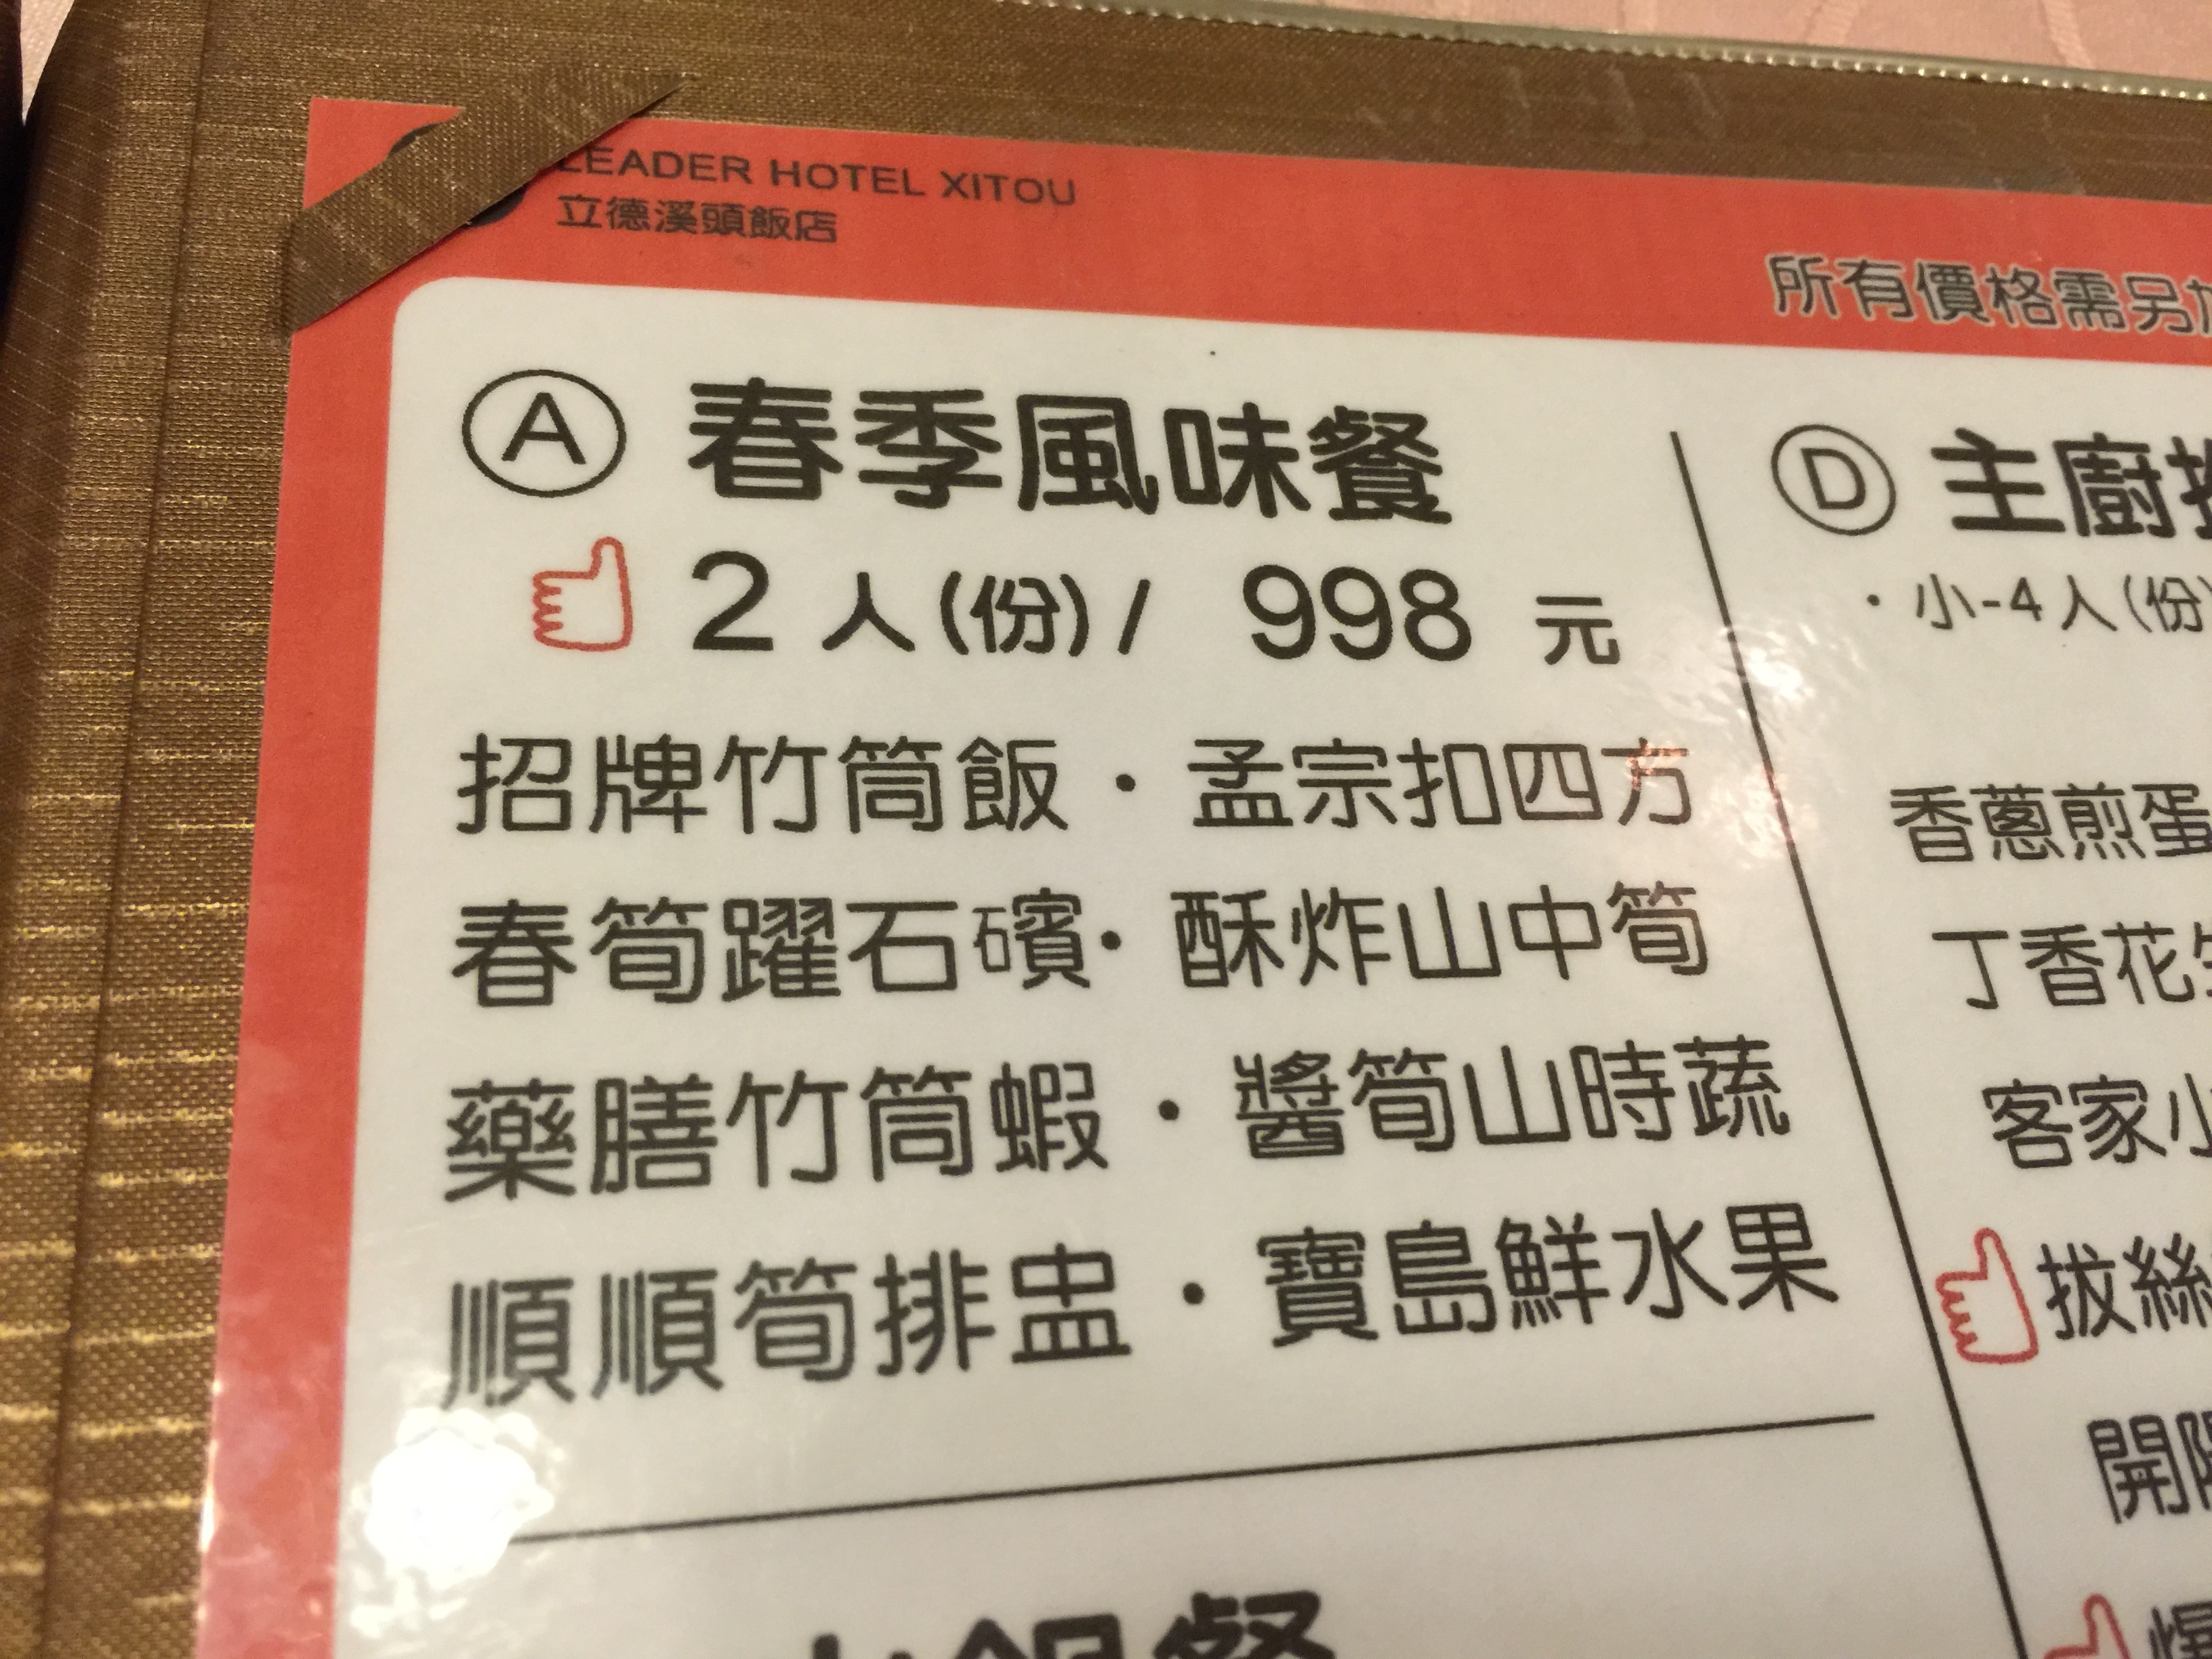 LEADER HOTEL XITOU
立德溪頭飯店
所有價格需另
Ⓐ 春季風味餐
2 人(份)/ 998 元
招牌竹筒飯・孟宗扣四方
春筍躍石礦・酥炸山中筍
藥膳竹筒蝦・醬筍山時蔬
順順筍排盅・寶島鮮水果
Ⓓ 主廚
・小-4人(份)
香蔥煎蛋
丁香花
客家小
拔絲
開